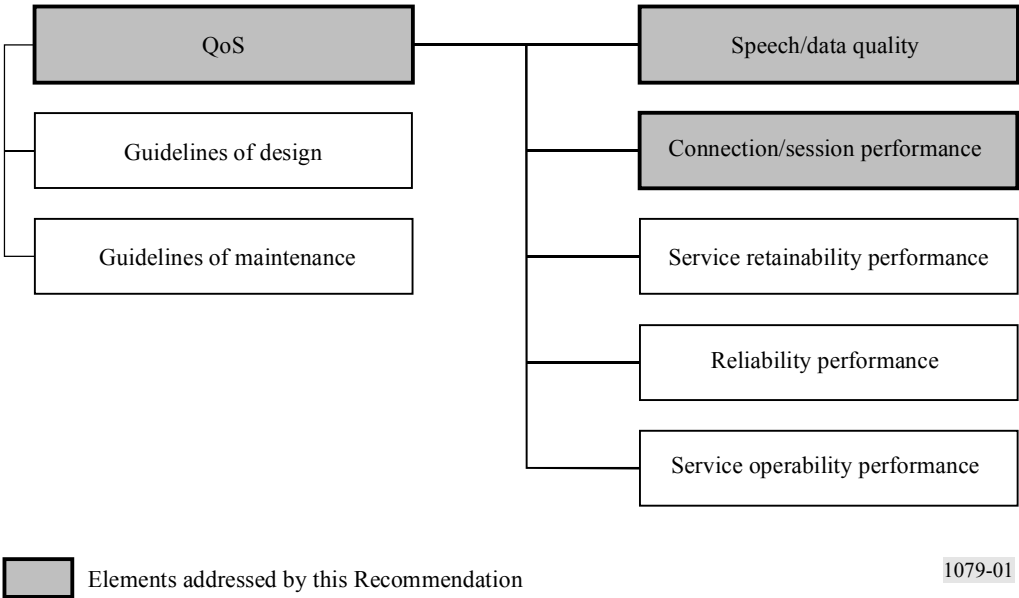 QoS
Guidelines of design
Guidelines of maintenance
Speech/data quality
Connection/session performance
Service retainability performance
Reliability performance
Service operability performance
Elements addressed by this Recommendation
1079-01